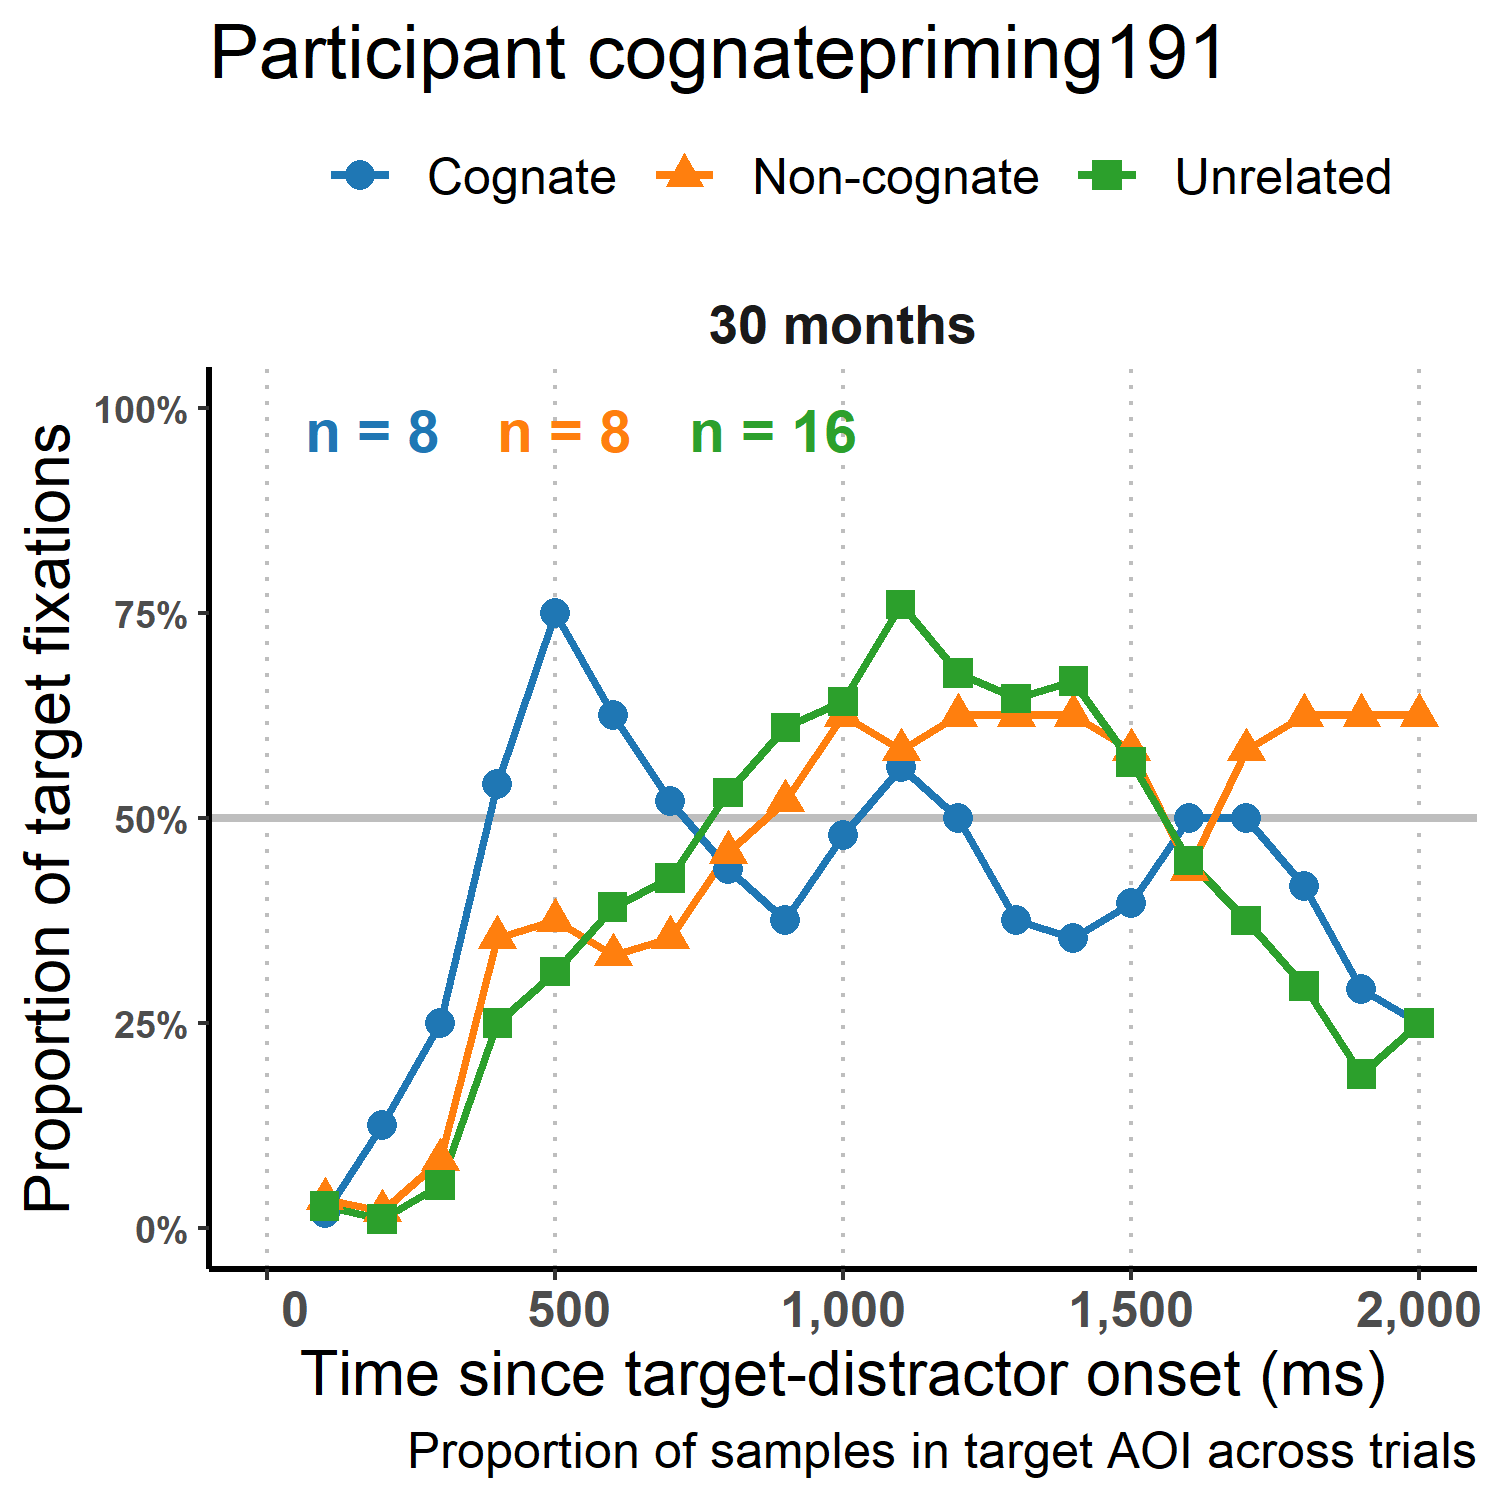 Participant cognatepriming191
Cognate Non-cognate Unrelated
30 months
n = 8 n = 8 n = 16
100%
75%
50%
25%
0%
Proportion of target fixations
0 500 1,000 1,500 2,000
Time since target-distractor onset (ms)
Proportion of samples in target AOI across trials